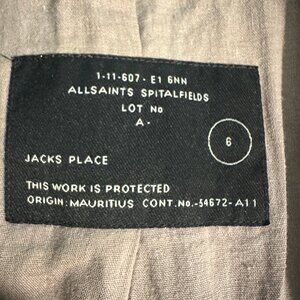 1-11-607- E1 6NN
ALLSAINTS SPITALFIELDS
LOT No
A-
6
JACKS PLACE
THIS WORK IS PROTECTED
ORIGIN: MAURITIUS CONT.No.-54672-A11